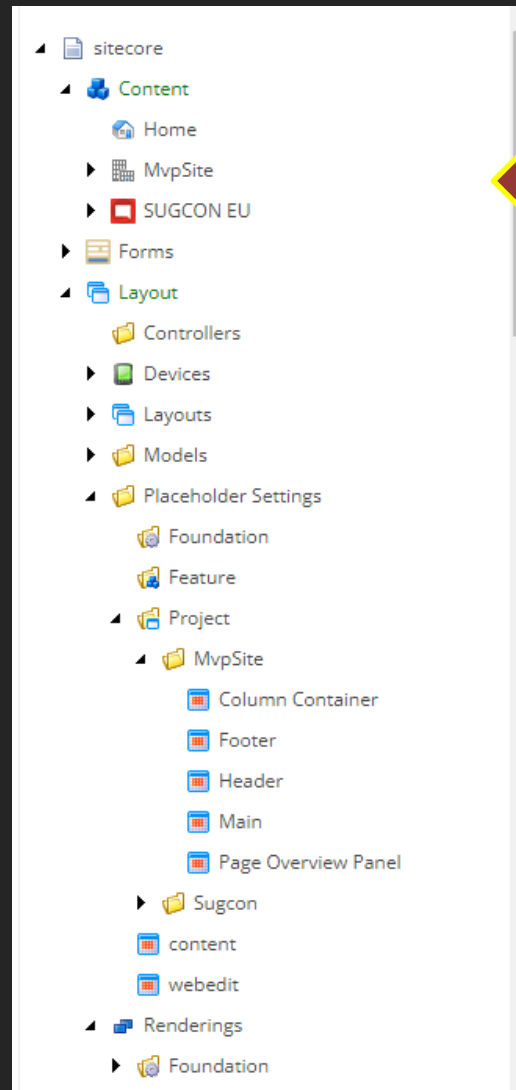 sitecore
Content
Home
MvpSite
SUGCON EU
Forms
Layout
Controllers
Devices
Layouts
Models
Placeholder Settings
Foundation
Feature
Project
MvpSite
Column Container
Footer
Header
Main
Page Overview Panel
Sugcon
content
webedit
Renderings
Foundation